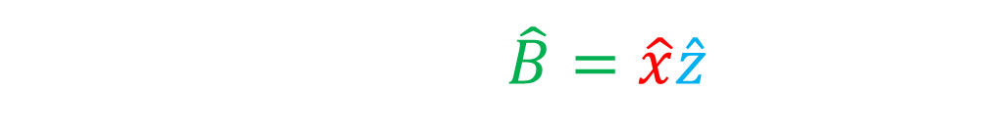 B̂ = x̂ẑ